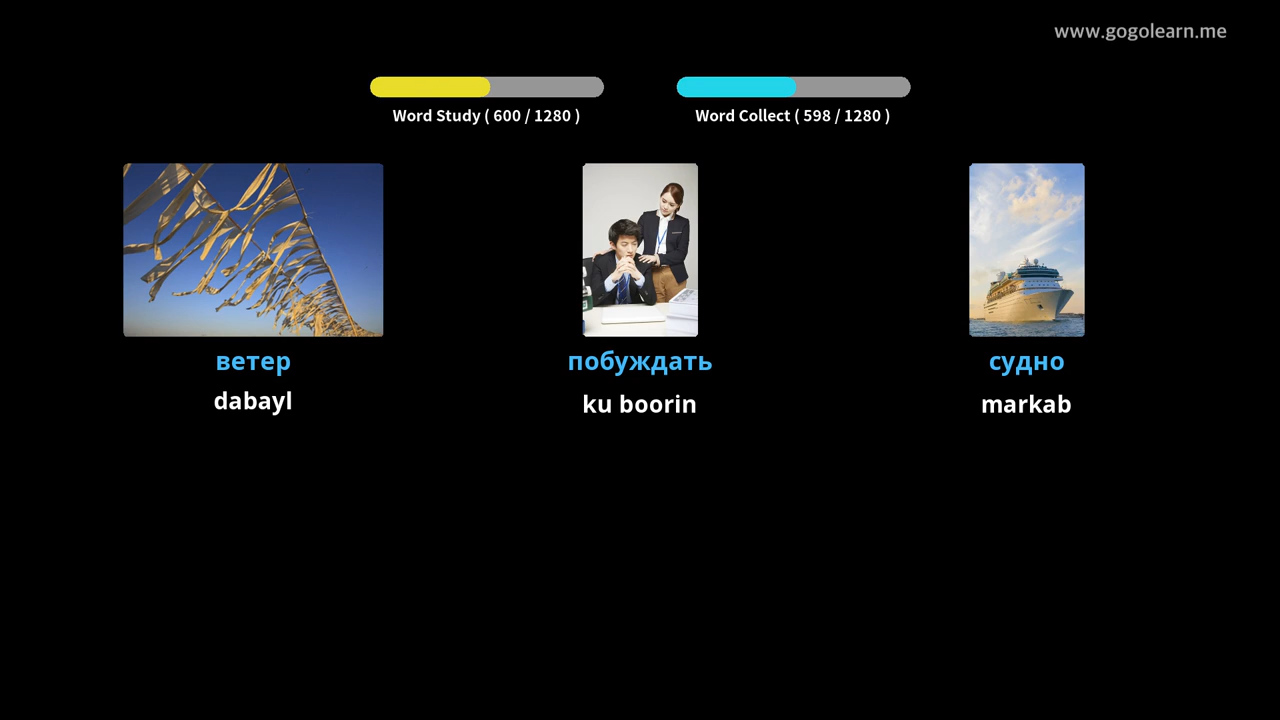 www.gogolearn.me
Word Study ( 600 / 1280 )
Word Collect ( 598 / 1280 )
ветер
побуждать
судно
dabayl
ku boorin
markab